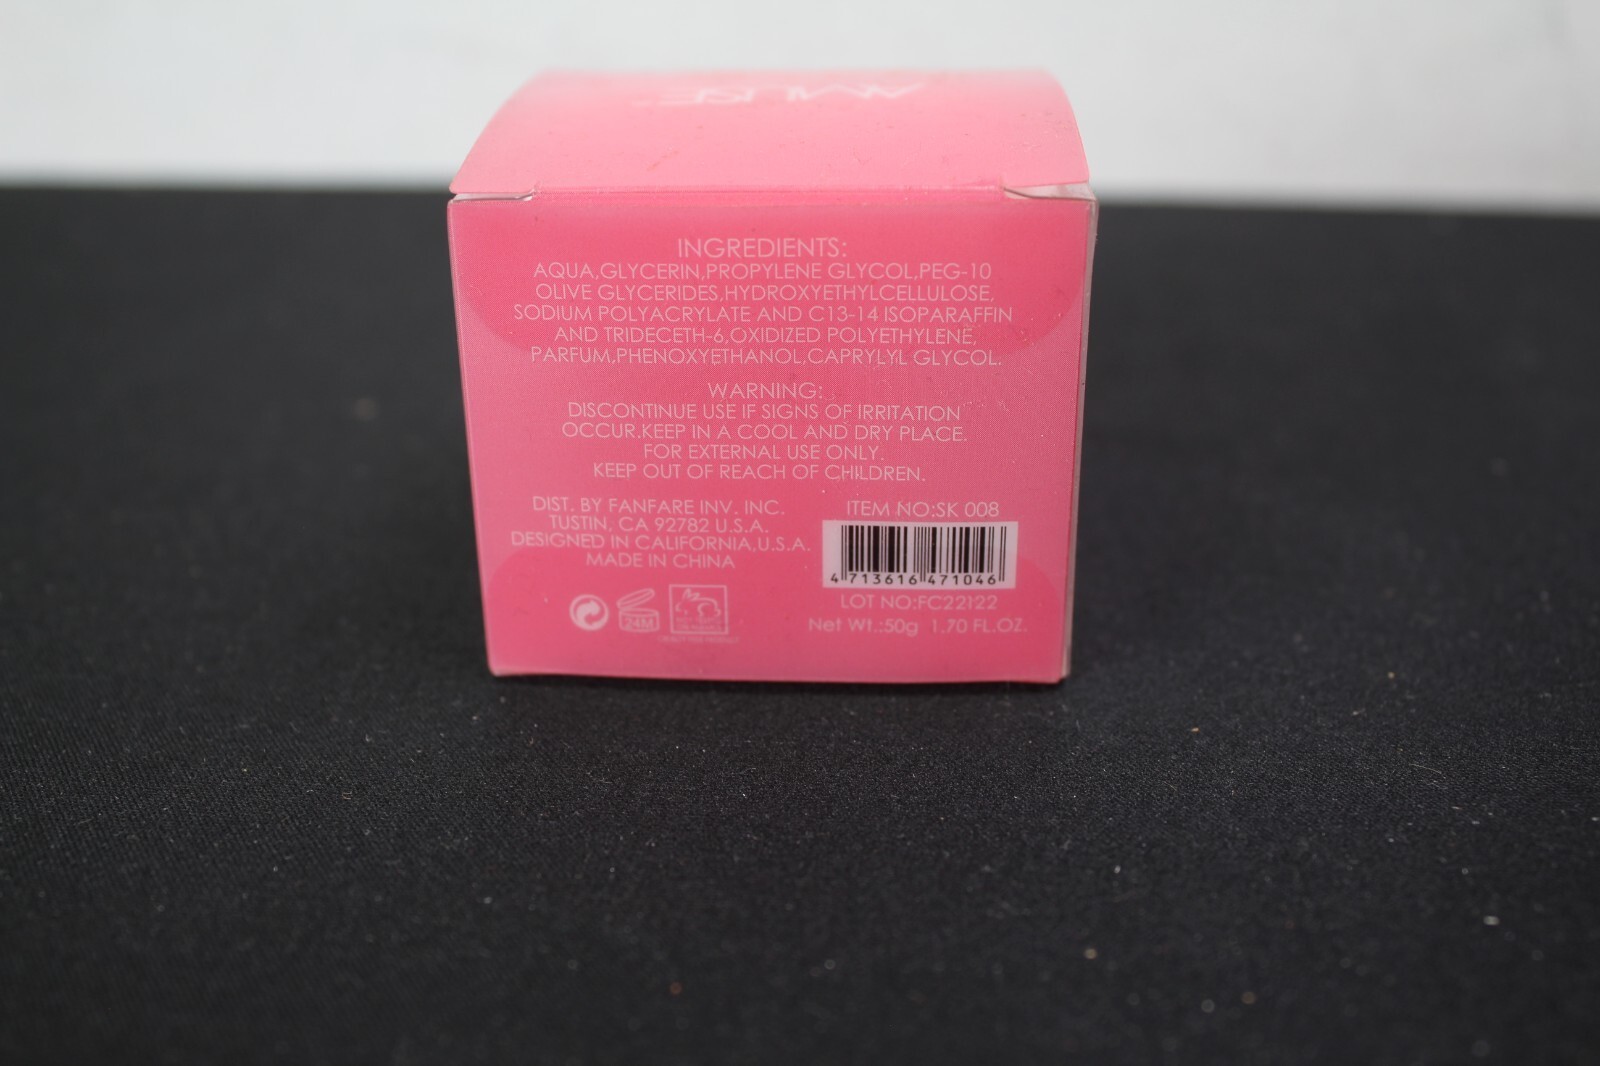 AMUSE
INGREDIENTS:
AQUA,GLYCERIN,PROPYLENE GLYCOL,PEG-10
OLIVE GLYCERIDES,HYDROXYETHYLCELLULOSE,
SODIUM POLYACRYLATE AND C13-14 ISOPARAFFIN
AND TRIDECETH-6,OXIDIZED POLYETHYLENE,
PARFUM,PHENOXYETHANOL,CAPRYLYL GLYCOL.
WARNING:
DISCONTINUE USE IF SIGNS OF IRRITATION
OCCUR.KEEP IN A COOL AND DRY PLACE.
FOR EXTERNAL USE ONLY.
KEEP OUT OF REACH OF CHILDREN.
DIST. BY FANFARE INV. INC.
TUSTIN, CA 92782 U.S.A.
DESIGNED IN CALIFORNIA,U.S.A.
MADE IN CHINA
24M
ITEM NO:SK 008
4 713616 471046
LOT NO:FC22122
Net Wt.:50g 1.70 FL.OZ.